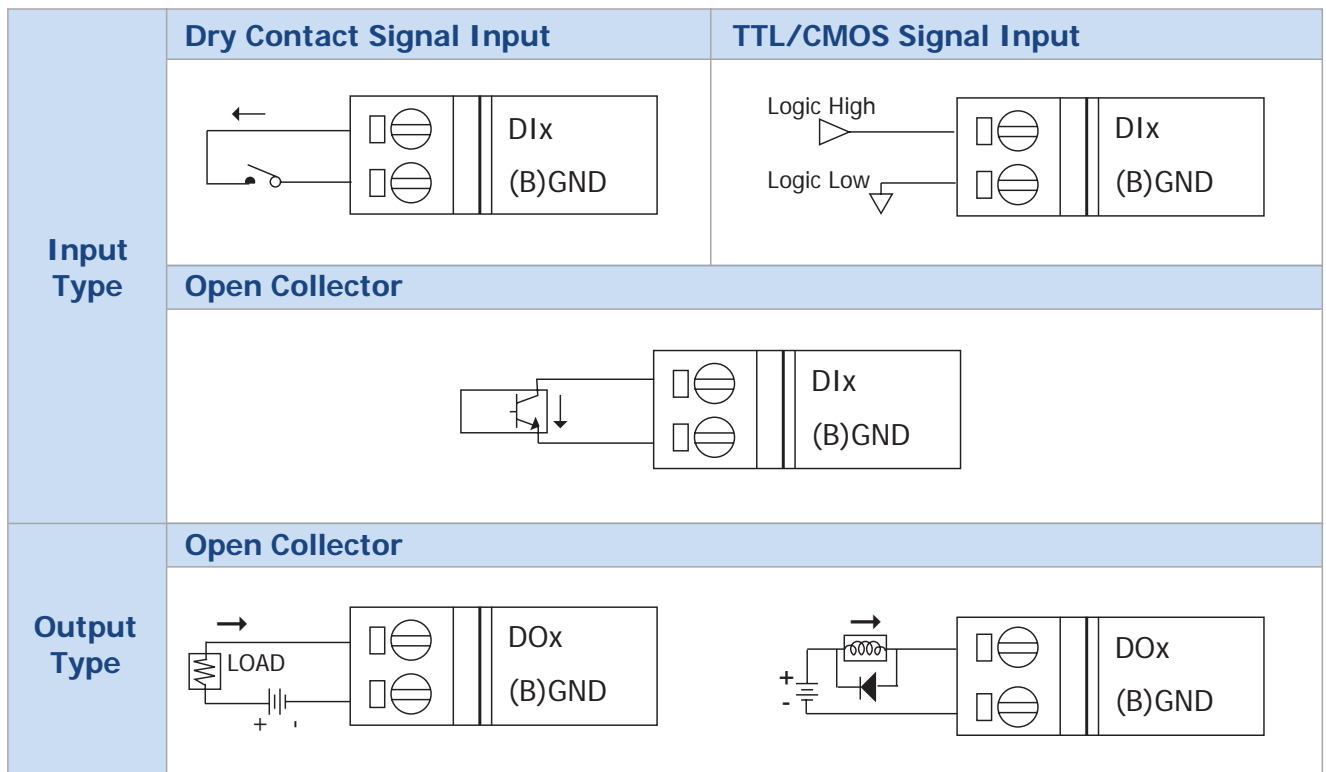 Input
Type
Dry Contact Signal Input
TTL/CMOS Signal Input
DIx
(B)GND
Logic High
Logic Low
DIx
(B)GND
Open Collector
DIx
(B)GND
Output
Type
Open Collector
LOAD
+ -
DOx
(B)GND
+
-
DOx
(B)GND